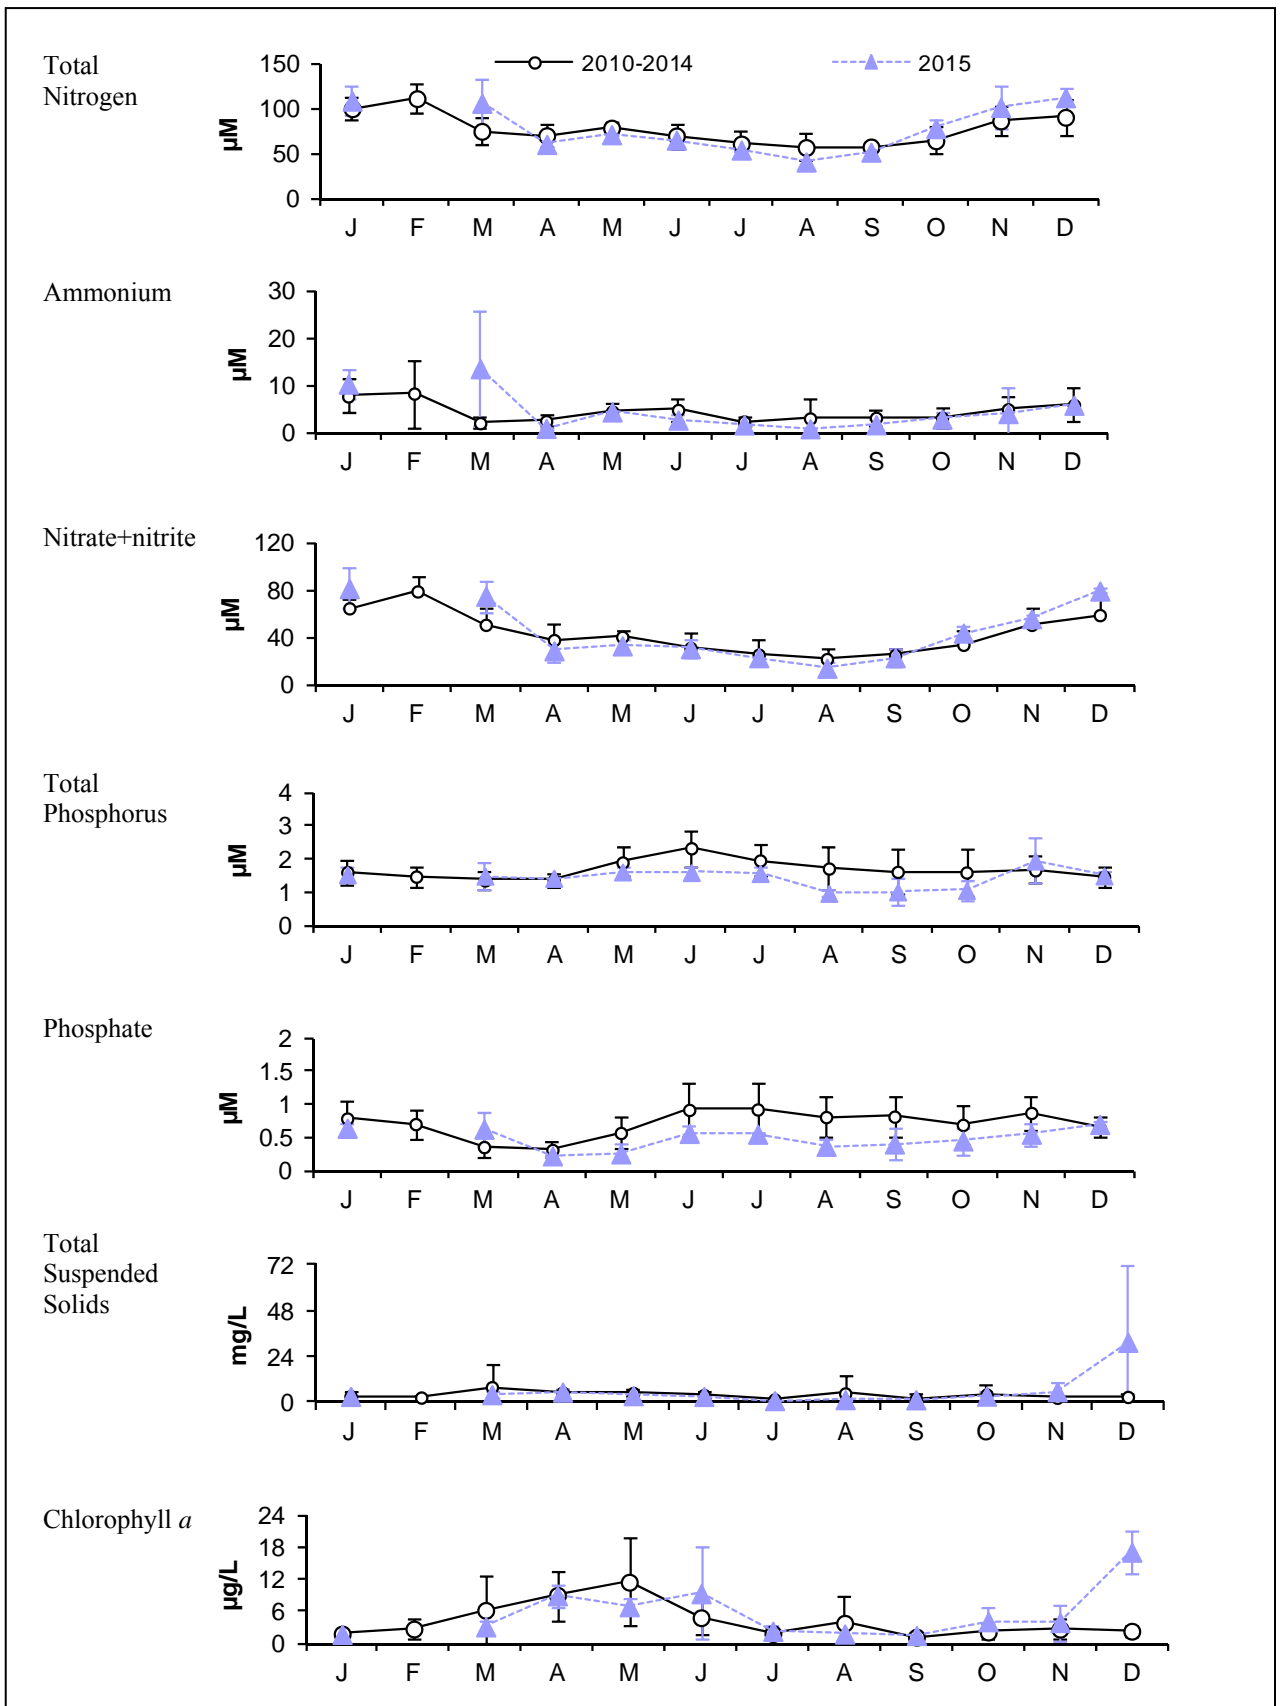 Total
Nitrogen
2010-2014
2015
150
100
50
0
µM
J F M A M J J A S O N D
Ammonium
30
20
10
0
µM
J F M A M J J A S O N D
Nitrate+nitrite
120
80
40
0
µM
J F M A M J J A S O N D
Total
Phosphorus
4
3
2
1
0
µM
J F M A M J J A S O N D
Phosphate
2
1.5
1
0.5
0
µM
J F M A M J J A S O N D
Total
Suspended
Solids
72
48
24
0
mg/L
J F M A M J J A S O N D
Chlorophyll a
24
18
12
6
0
µg/L
J F M A M J J A S O N D